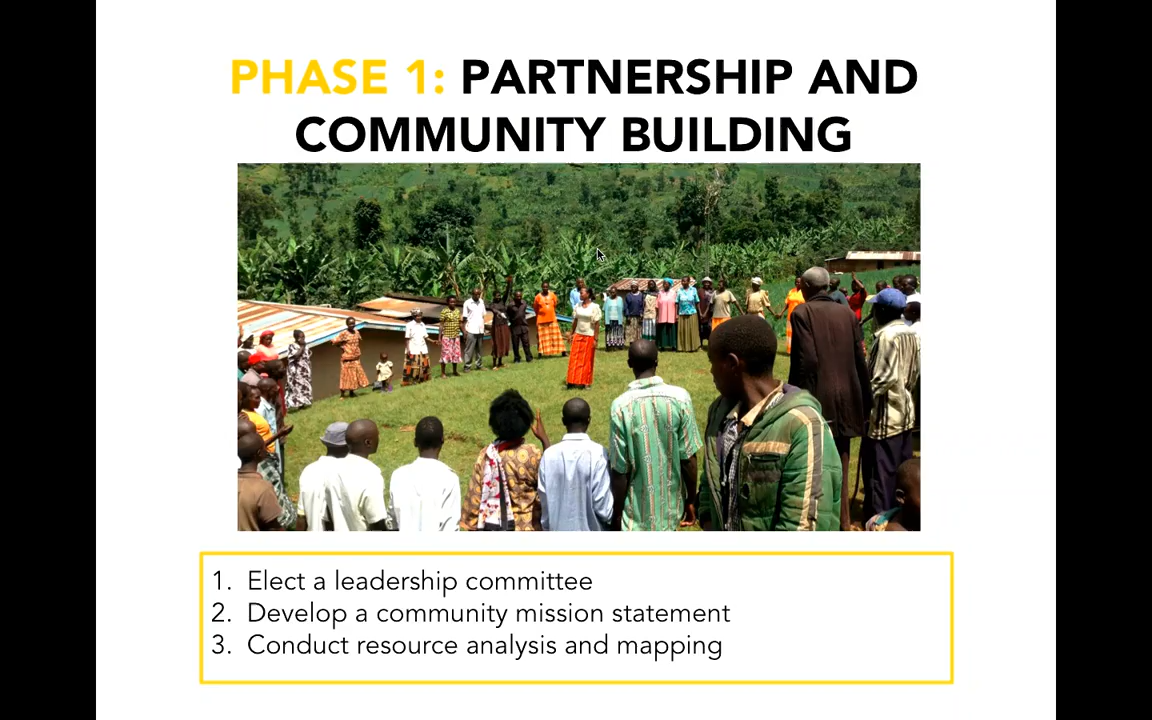 PHASE 1: PARTNERSHIP AND
COMMUNITY BUILDING
1. Elect a leadership committee
2. Develop a community mission statement
3. Conduct resource analysis and mapping